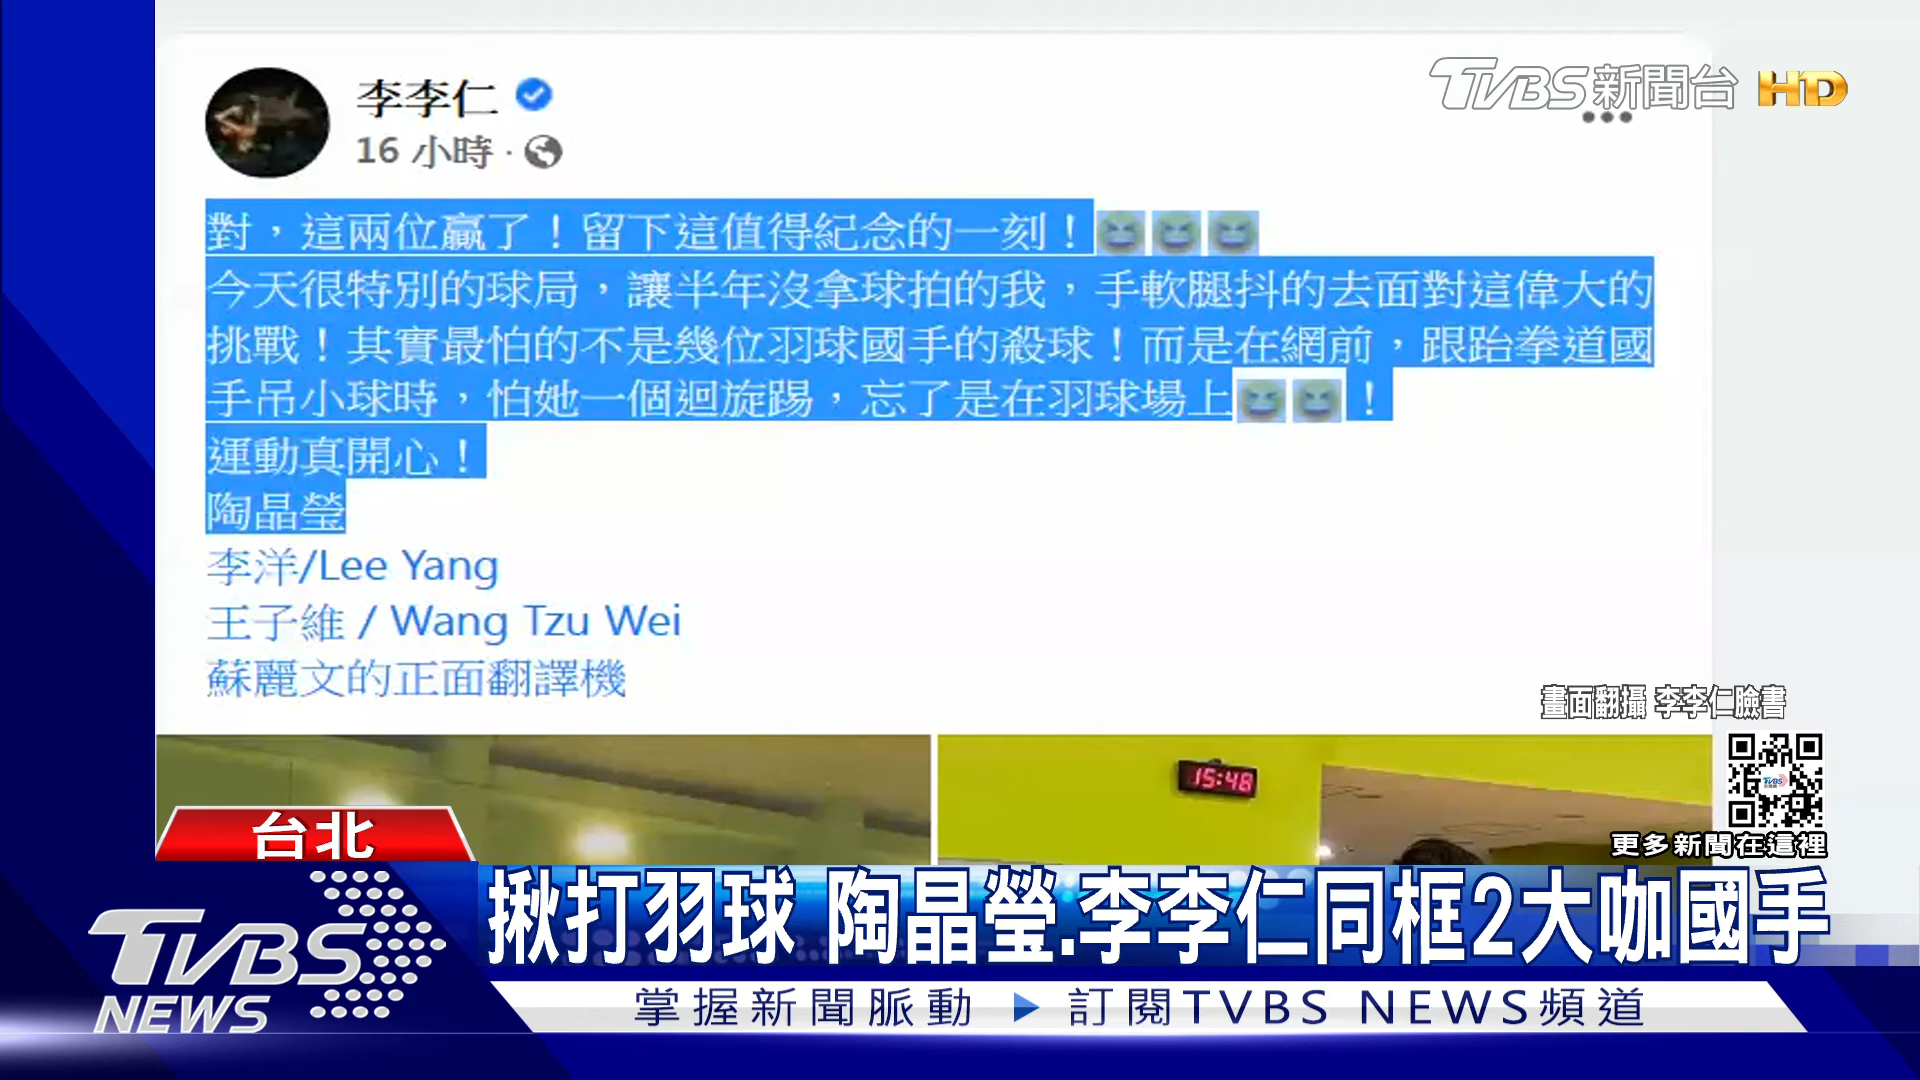 李李仁
16 小時
TVBS新聞台 HD
對，這兩位贏了！留下這值得紀念的一刻！😆😆😆
今天很特別的球局，讓半年沒拿球拍的我，手軟腿抖的去面對這偉大的
挑戰！其實最怕的不是幾位羽球國手的殺球！而是在網前，跟跆拳道國
手吊小球時，怕她一個迴旋踢，忘了是在羽球場上😆😆！
運動真開心！
陶晶瑩
李洋/Lee Yang
王子維 / Wang Tzu Wei
蘇麗文的正面翻譯機
畫面翻攝 李李仁臉書
15:48
TVBS
更多新聞在這裡
台北
揪打羽球 陶晶瑩.李李仁同框2大咖國手
TVBS
NEWS
掌握新聞脈動 ▶ 訂閱TVBS NEWS頻道